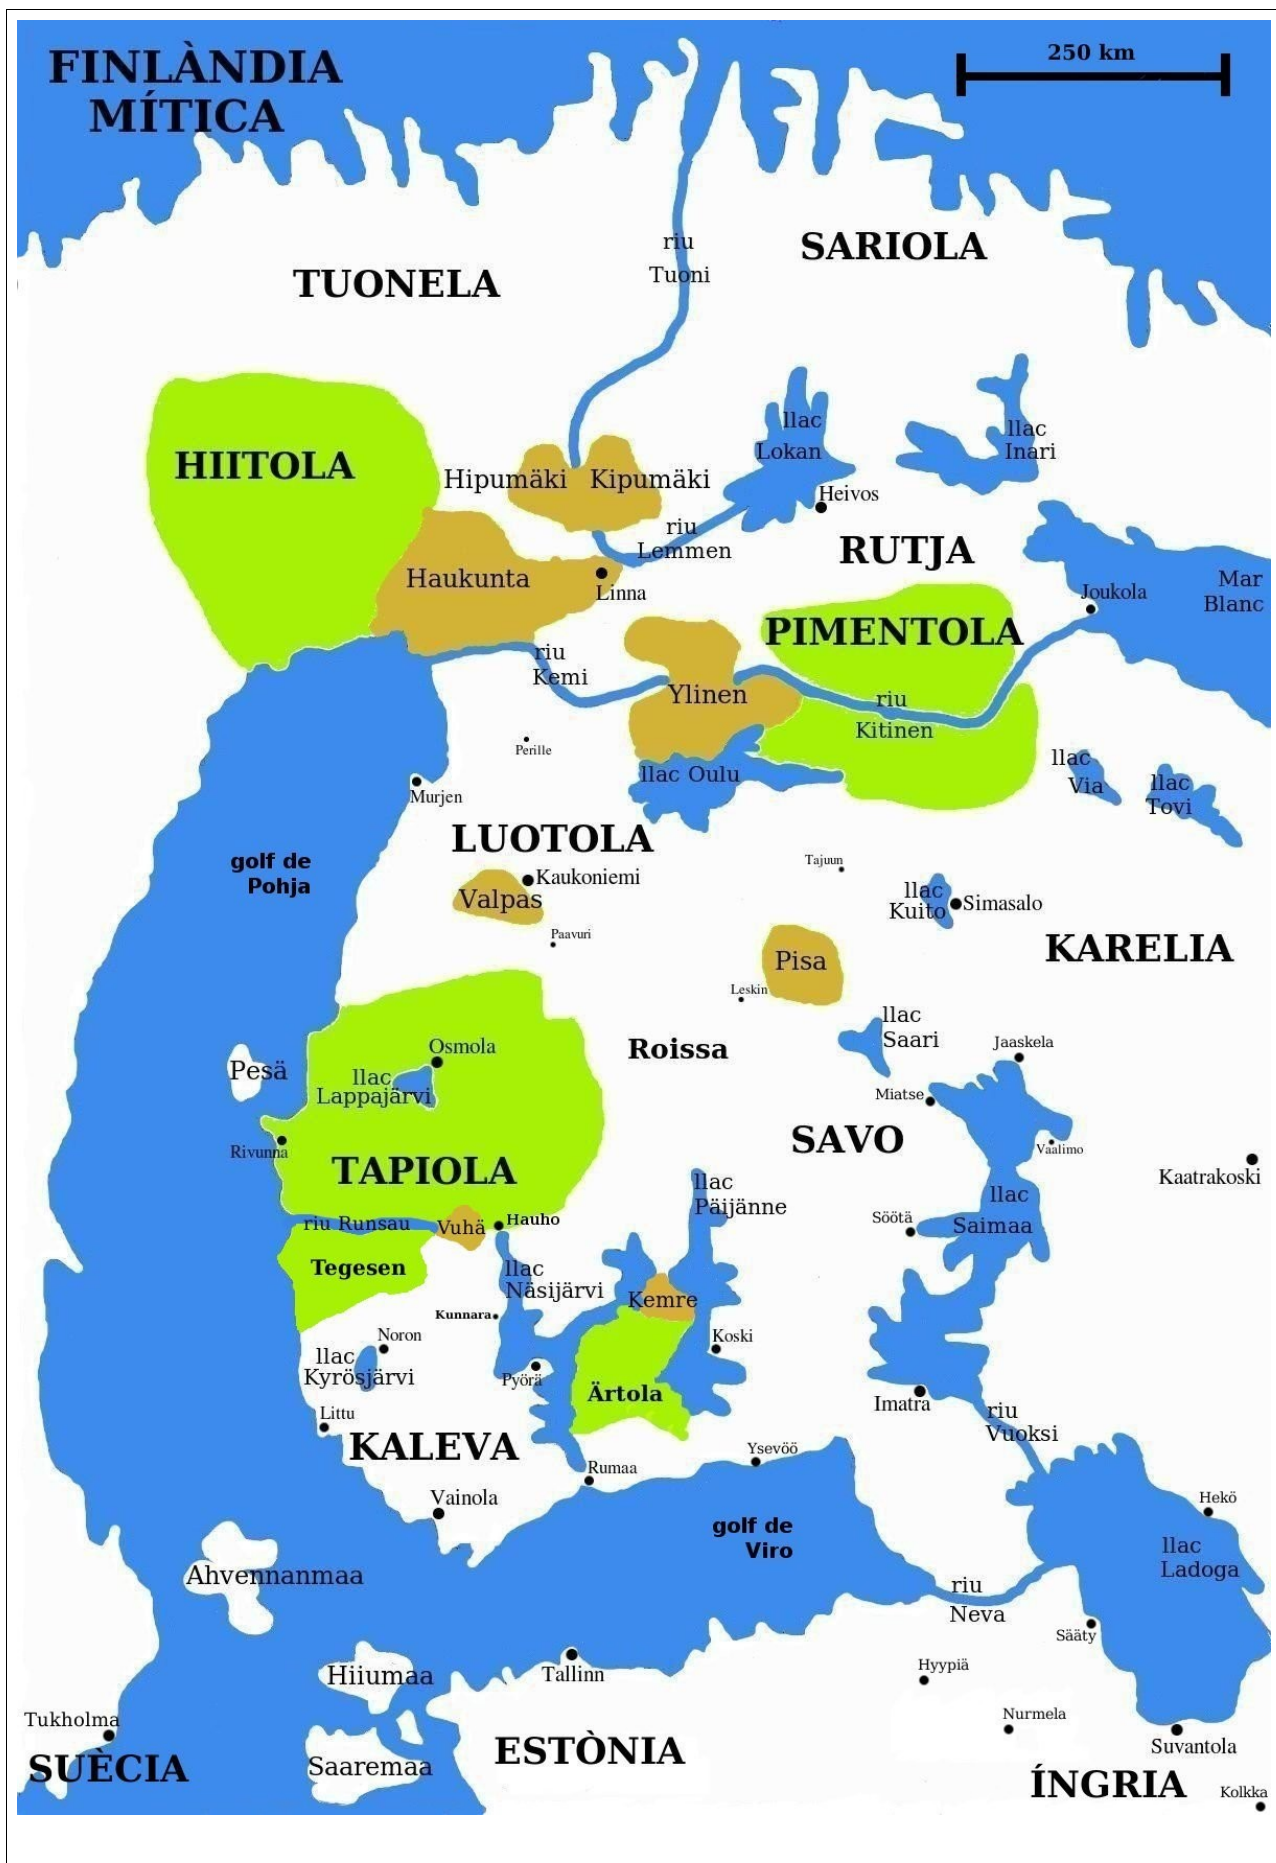 FINLÀNDIA
MÍTICA
250 km
riu
Tuoni
SARIOLA
TUONELA
HIITOLA
Hipumäki
Kipumäki
llac
Lokan
llac
Inari
Heivos
riu
Lemmen
RUTJA
Haukunta
Linna
Mar
Blanc
Joukola
PIMENTOLA
riu
Kemi
Ylinen
riu
Kitinen
Perille
llac Oulu
llac
Via
llac
Tovi
Murjen
LUOTOLA
golf de
Pohja
Kaukoniemi
Valpas
Tajuun
llac
Kuito
Simasalo
Paavuri
KARELIA
Pisa
Leskin
Osmola
Roissa
llac
Saari
Jaaskela
Pesä
llac
Lappajärvi
Miatse
Rivunna
SAVO
Vaalimo
TAPIOLA
Kaatrakoski
llac
Päijänne
llac
Saimaa
Söötä
riu Runsau
Vuhä
Hauho
Tegesen
llac
Näsijärvi
Kemre
Kunnara
Noron
Koski
llac
Kyrösjärvi
Pyörä
Ärtola
Imatra
Littu
riu
Vuoksi
KALEVA
Ysevöö
Rumaa
Vainola
Hekö
golf de
Viro
llac
Ladoga
Ahvennanmaa
riu
Neva
Sääty
Hiiumaa
Tallinn
Hyypiä
Tukholma
Nurmela
SUÈCIA
Saaremaa
ESTÒNIA
Suvantola
ÍNGRIA
Kolkka